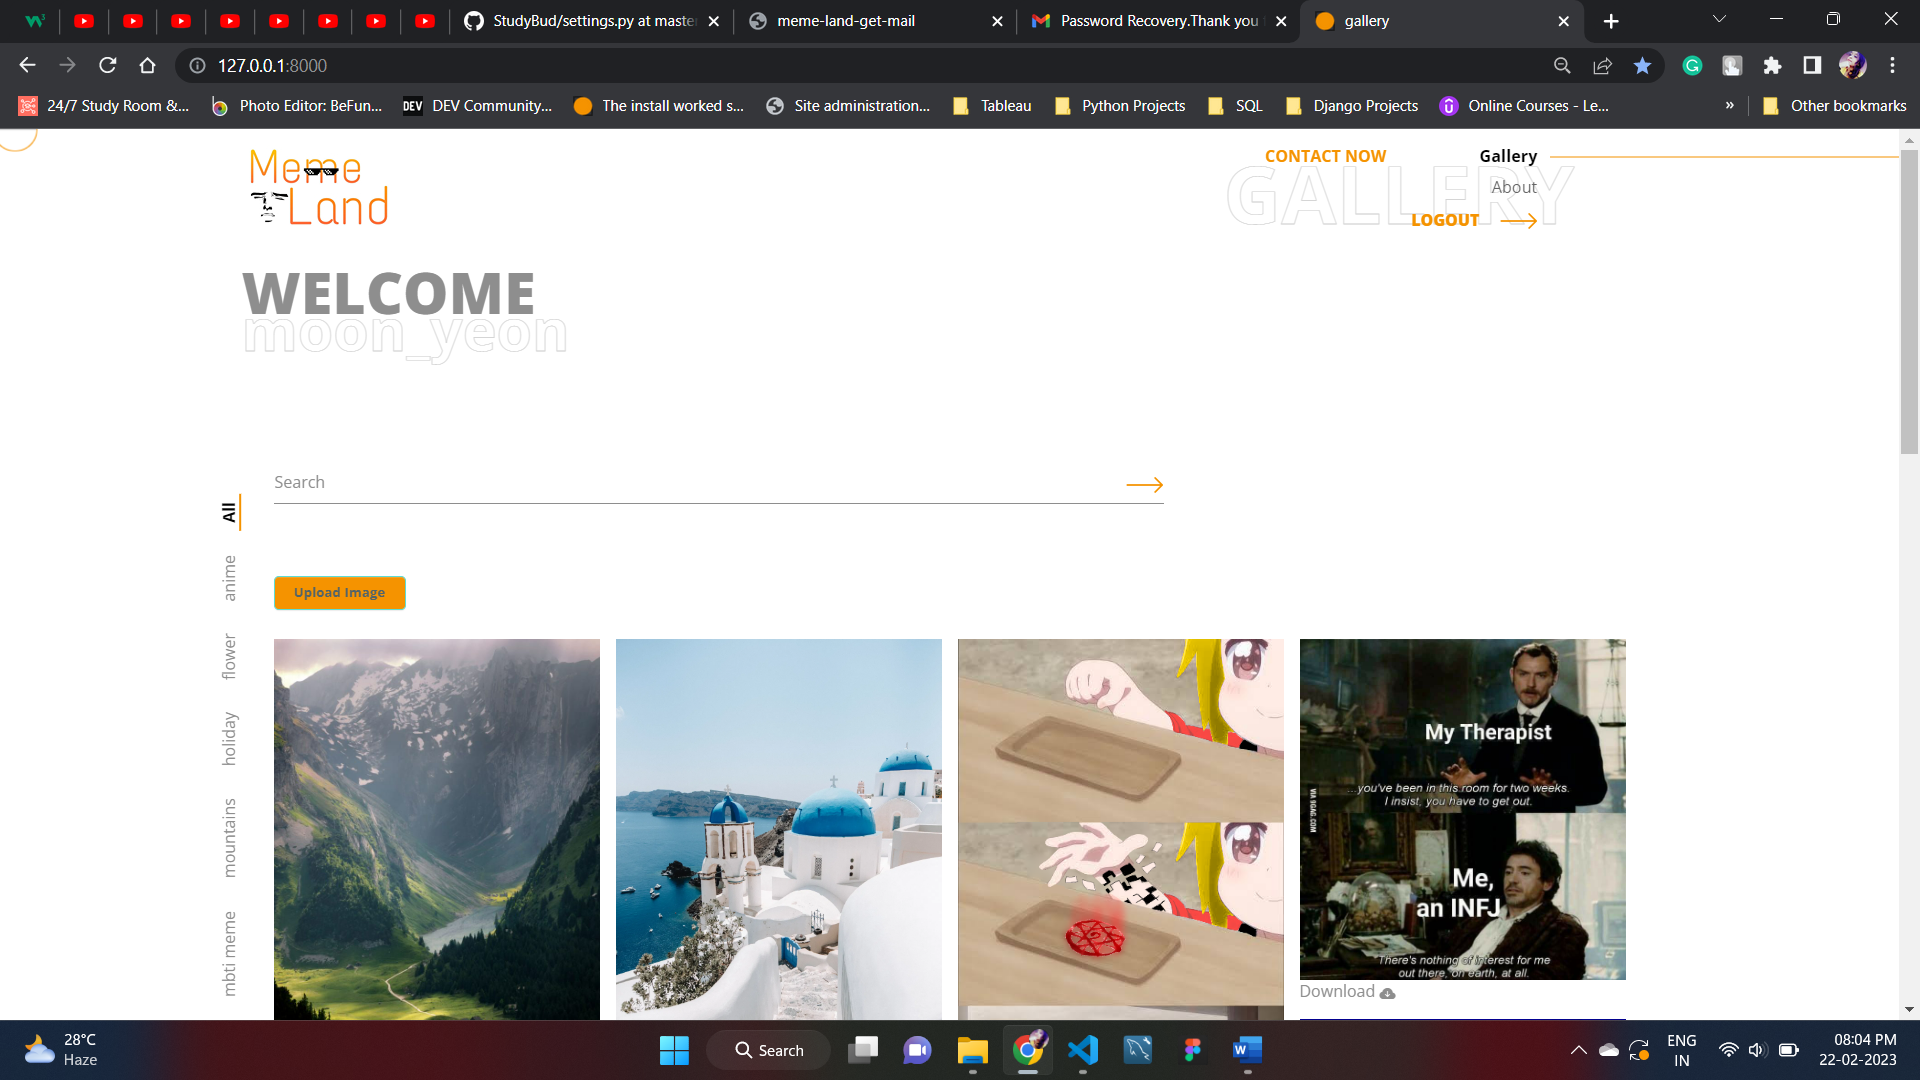 StudyBud/settings.py at master
meme-land-get-mail
Password Recovery.Thank you
gallery
127.0.0.1:8000
24/7 Study Room &...
Photo Editor: BeFun...
DEV
DEV Community...
The install worked s...
Site administration...
Tableau
Python Projects
SQL
Django Projects
Online Courses - Le...
»
Other bookmarks
Meme
Land
CONTACT NOW
Gallery
GALLERY
About
LOGOUT
WELCOME
moon_yeon
Search
All
anime
flower
holiday
mountains
mbti meme
Upload Image
My Therapist
...you've been in this room for two weeks.
I insist, you have to get out.
VIA 9GAG.COM
Me,
an INFJ
There's nothing of interest for me
out there, on earth, at all.
Download
28°C
Haze
Search
ENG
IN
08:04 PM
22-02-2023